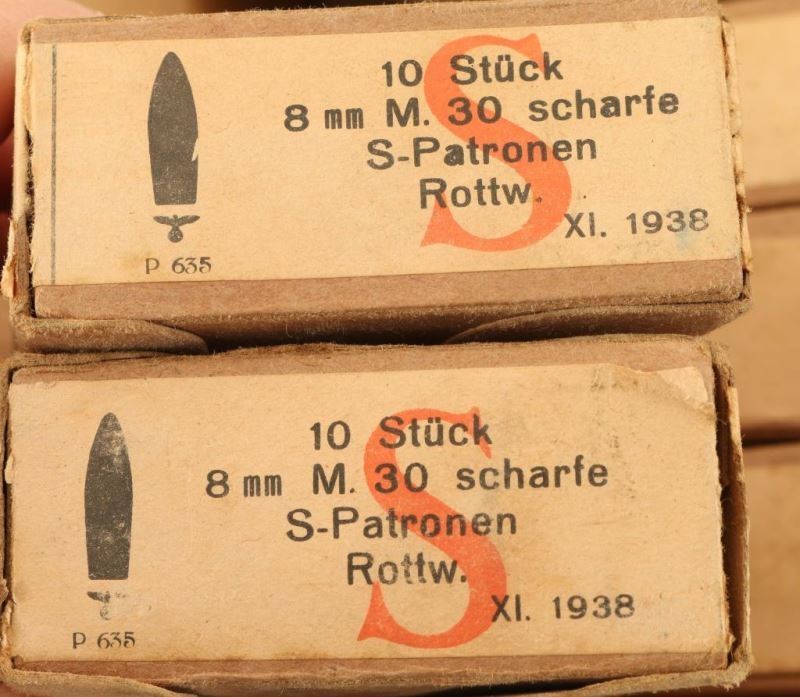 10 Stück
8 mm M. 30 scharfe
S-Patronen
Rottw.
XI. 1938
S
P 635
10 Stück
8 mm M. 30 scharfe
S-Patronen
Rottw.
XI. 1938
S
P 635